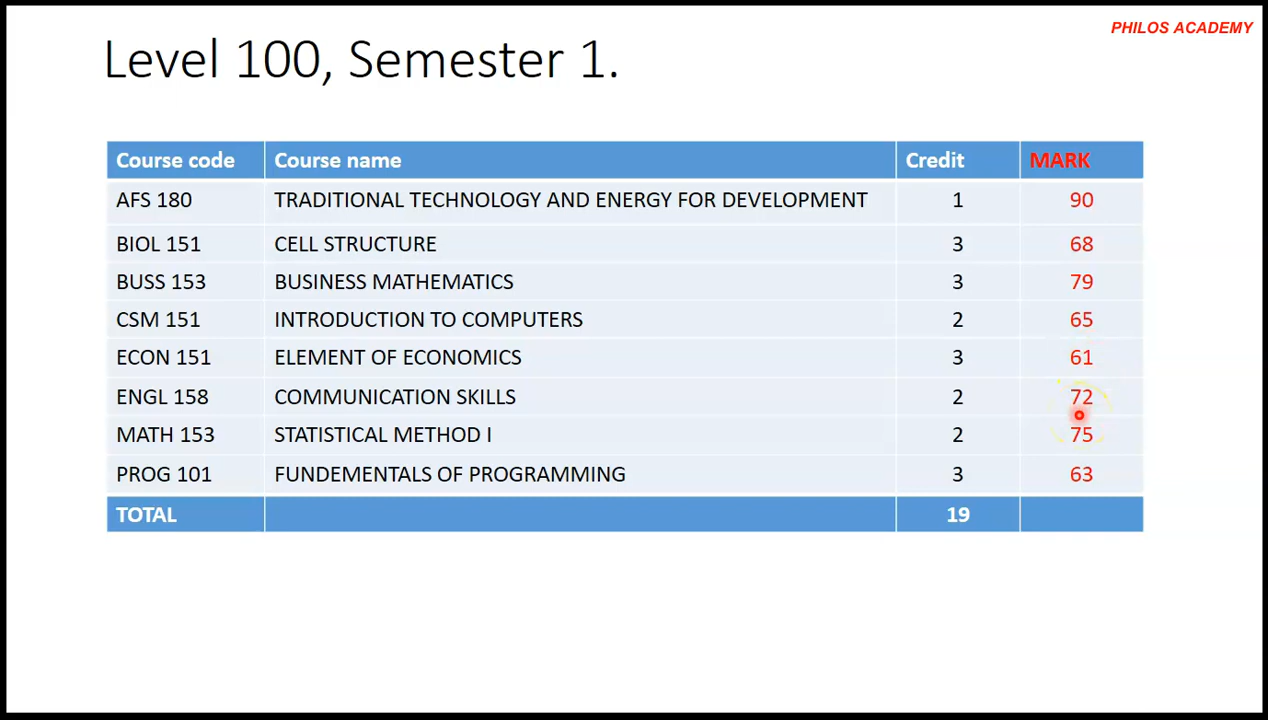 PHILOS ACADEMY
Level 100, Semester 1.
Course code Course name Credit MARK
AFS 180 TRADITIONAL TECHNOLOGY AND ENERGY FOR DEVELOPMENT 1 90
BIOL 151 CELL STRUCTURE 3 68
BUSS 153 BUSINESS MATHEMATICS 3 79
CSM 151 INTRODUCTION TO COMPUTERS 2 65
ECON 151 ELEMENT OF ECONOMICS 3 61
ENGL 158 COMMUNICATION SKILLS 2 72
MATH 153 STATISTICAL METHOD I 2 75
PROG 101 FUNDEMENTALS OF PROGRAMMING 3 63
TOTAL 19